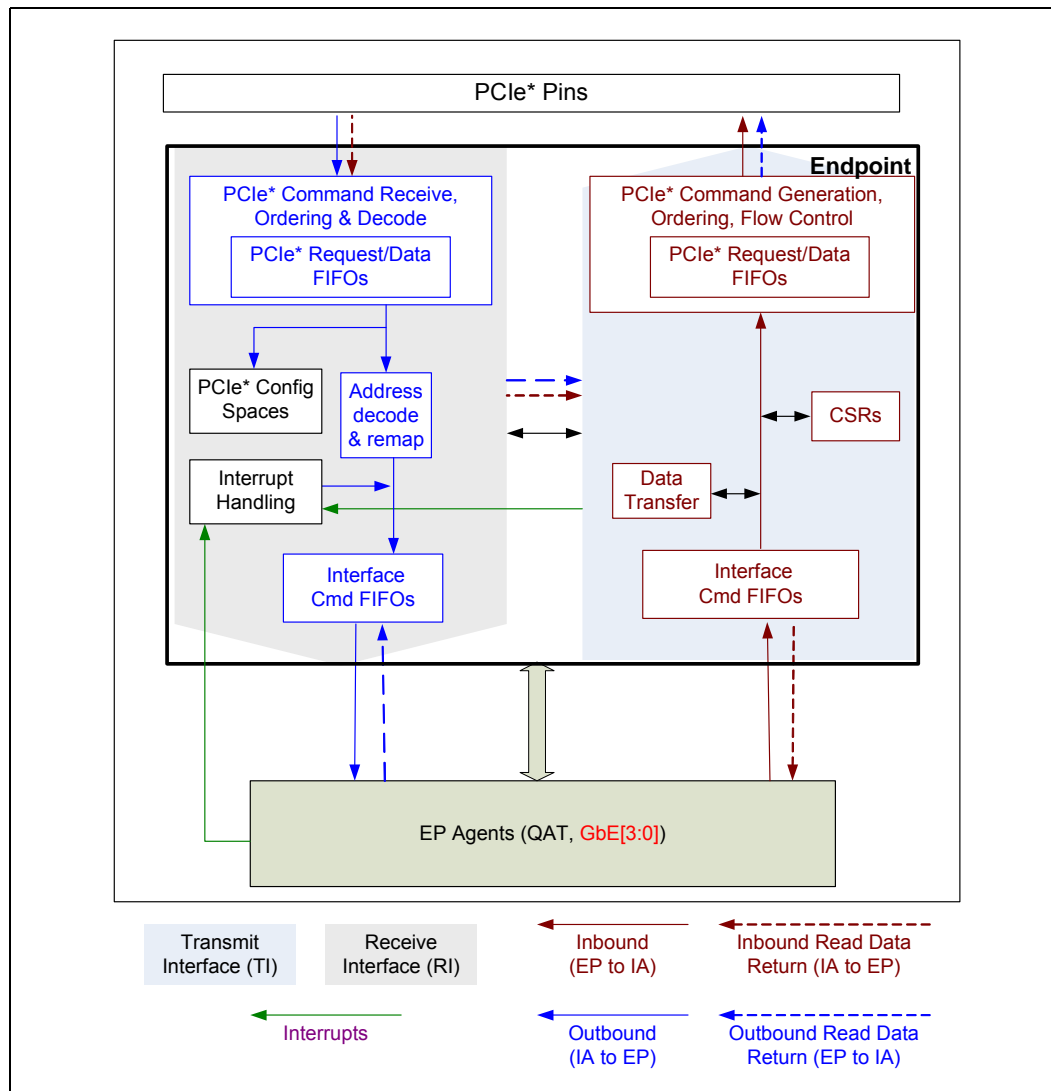 PCIe* Pins
Endpoint
PCIe* Command Receive,
Ordering & Decode
PCIe* Request/Data
FIFOs
PCIe* Command Generation,
Ordering, Flow Control
PCIe* Request/Data
FIFOs
PCIe* Config
Spaces
Address
decode
& remap
CSRs
Interrupt
Handling
Data
Transfer
Interface
Cmd FIFOs
Interface
Cmd FIFOs
EP Agents (QAT, GbE[3:0])
Transmit
Interface (TI)
Receive
Interface (RI)
Inbound
(EP to IA)
Inbound Read Data
Return (IA to EP)
Interrupts
Outbound
(IA to EP)
Outbound Read Data
Return (EP to IA)